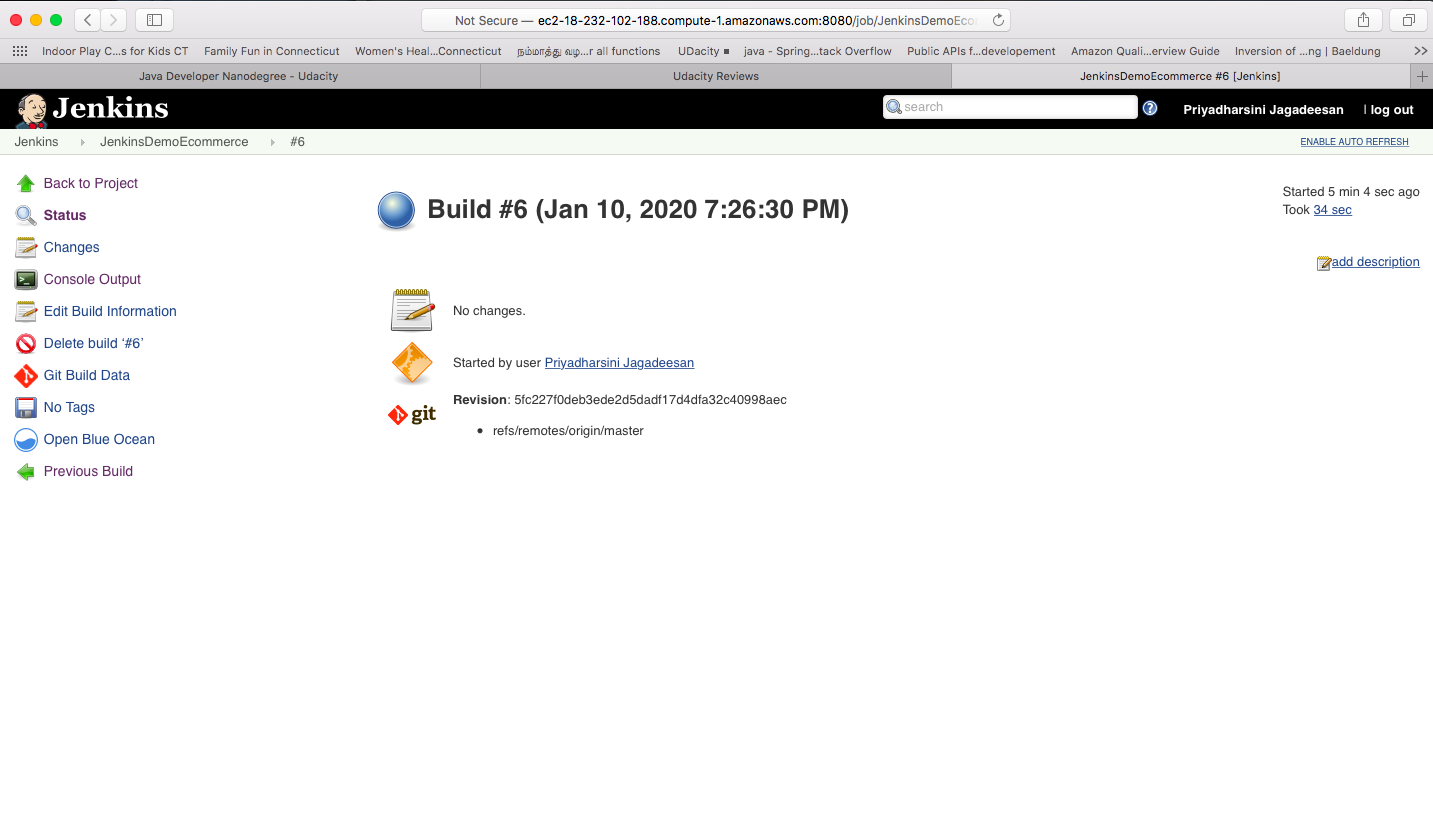 Not Secure — ec2-18-232-102-188.compute-1.amazonaws.com:8080/job/JenkinsDemoEco
Indoor Play C...s for Kids CT Family Fun in Connecticut Women's Heal...Connecticut நம்மாத்து வழ...r all functions UDacity ■ java - Spring...tack Overflow Public APIs f...developement Amazon Quali...erview Guide Inversion of ...ng | Baeldung >>
Java Developer Nanodegree - Udacity Udacity Reviews JenkinsDemoEcommerce #6 [Jenkins]
Jenkins search Priyadharsini Jagadeesan | log out
Jenkins JenkinsDemoEcommerce #6 ENABLE AUTO REFRESH
Back to Project
Status
Changes
Console Output
Edit Build Information
Delete build ‘#6’
Git Build Data
No Tags
Open Blue Ocean
Previous Build
Build #6 (Jan 10, 2020 7:26:30 PM)
Started 5 min 4 sec ago
Took 34 sec
add description
No changes.
Started by user Priyadharsini Jagadeesan
git
Revision: 5fc227f0deb3ede2d5dadf17d4dfa32c40998aec
• refs/remotes/origin/master